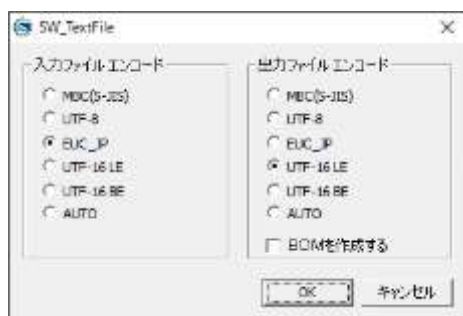 SW_TextFile
入力ファイル エンコード
MBC(S-JIS)
UTF-8
EUC_JP
UTF-16 LE
UTF-16 BE
AUTO
出力ファイル エンコード
MBC(S-JIS)
UTF-8
EUC_JP
UTF-16 LE
UTF-16 BE
AUTO
BOMを作成する
OK
キャンセル